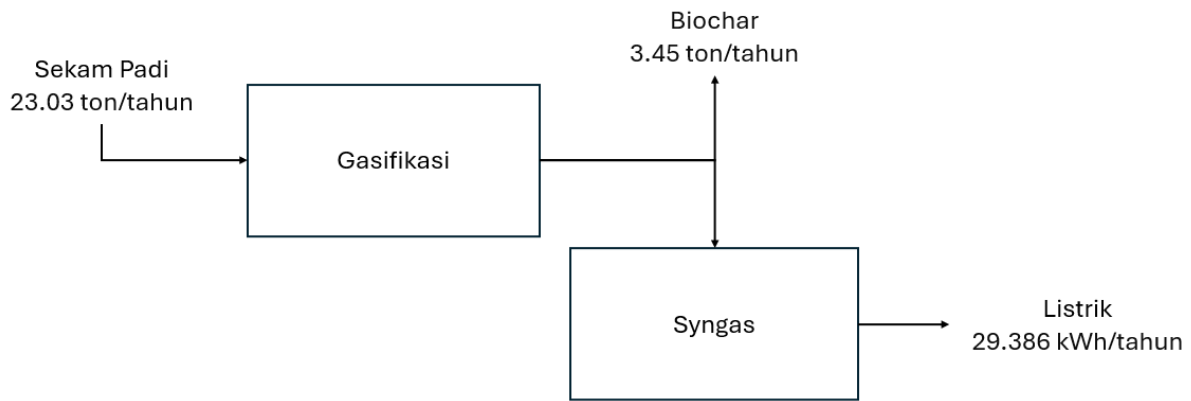 Biochar
3.45 ton/tahun
Sekam Padi
23.03 ton/tahun
Gasifikasi
Syngas
Listrik
29.386 kWh/tahun